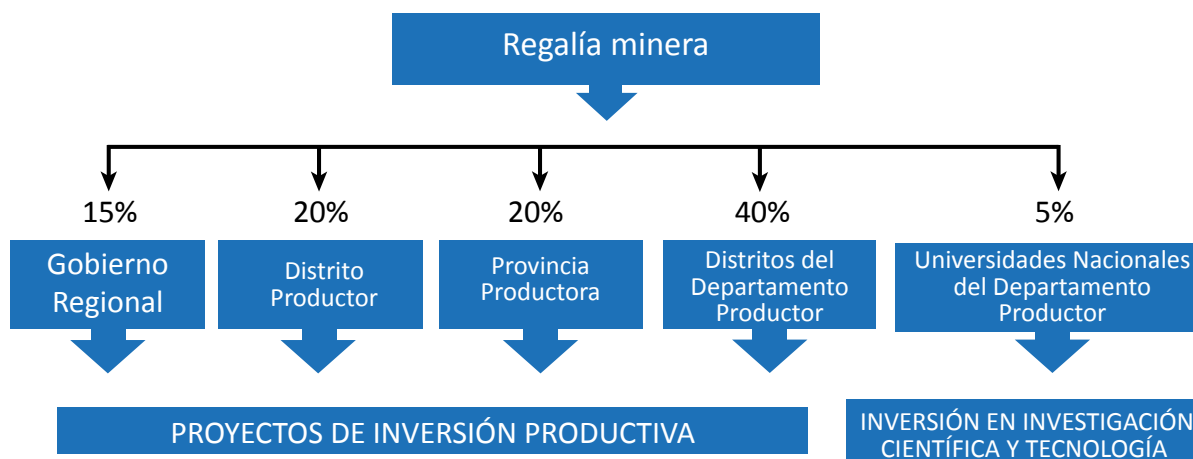 Regalía minera
15%
20%
20%
40%
5%
Gobierno
Regional
Distrito
Productor
Provincia
Productora
Distritos del
Departamento
Productor
Universidades Nacionales
del Departamento
Productor
PROYECTOS DE INVERSIÓN PRODUCTIVA
INVERSIÓN EN INVESTIGACIÓN
CIENTÍFICA Y TECNOLOGÍA